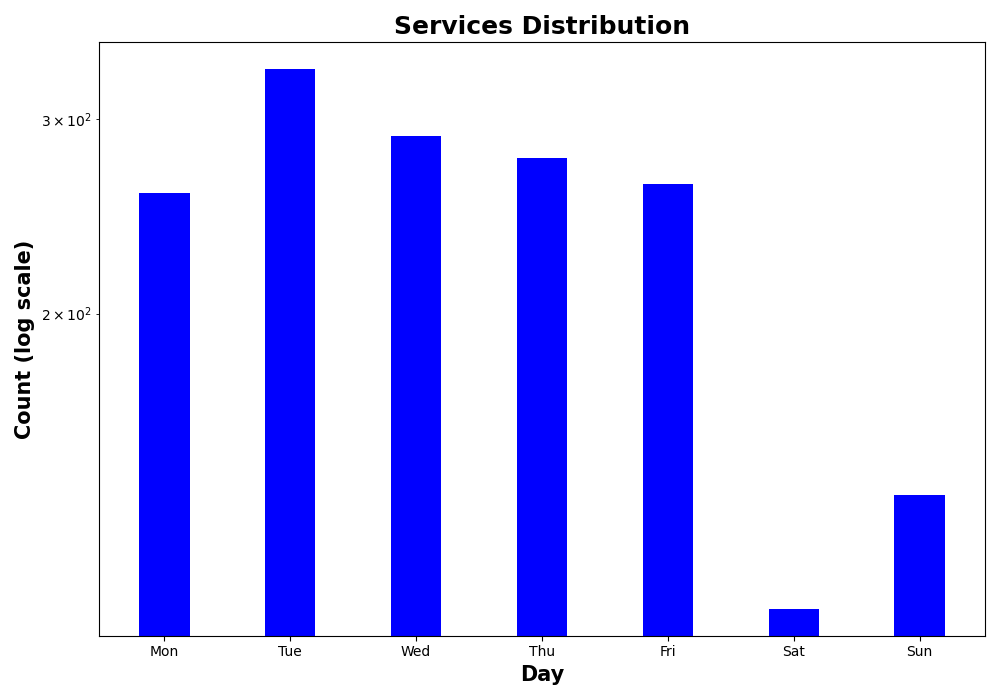 Services Distribution
3 × 10²
2 × 10²
Count (log scale)
Mon Tue Wed Thu Fri Sat Sun
Day